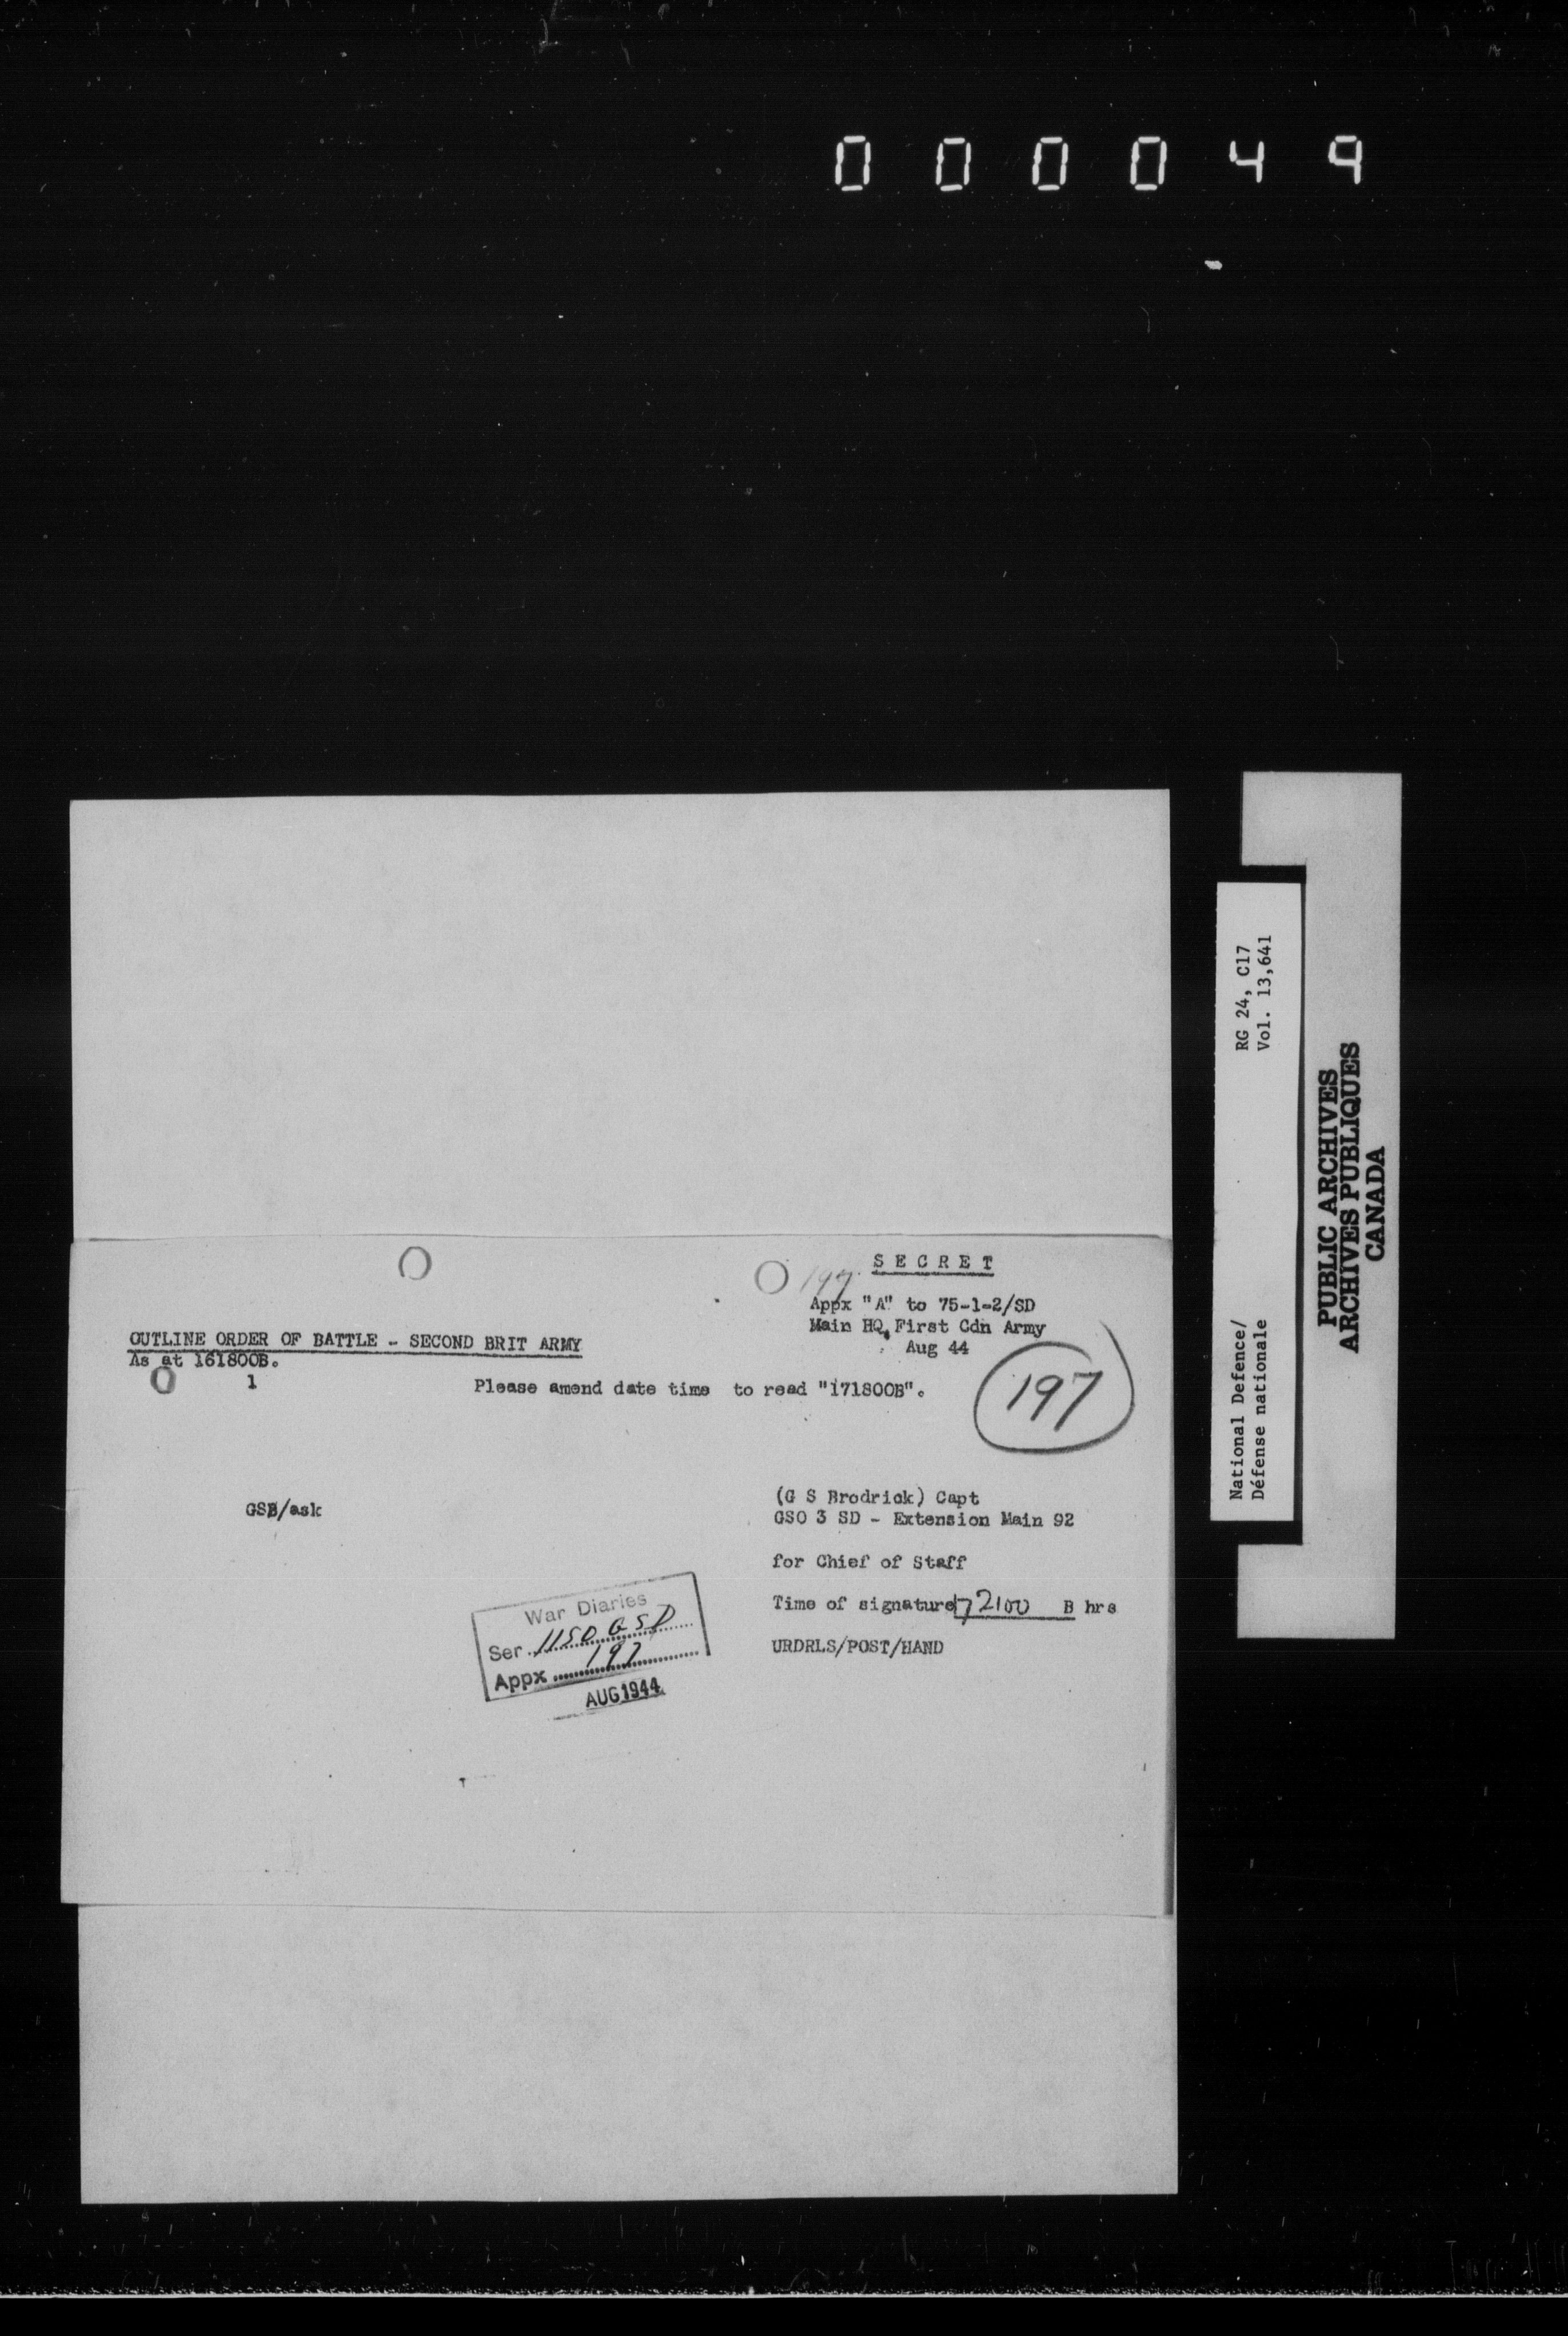 000049
SECRET
197
Appx "A" to 75-1-2/SD
Main HQ, First Cdn Army
Aug 44
OUTLINE ORDER OF BATTLE - SECOND BRIT ARMY
As at 161800B.
1 Please amend date time to read "171800B".
197
GSB/ask
(G S Brodrick) Capt
GSO 3 SD - Extension Main 92
for Chief of Staff
Time of signature 172100 B hrs
URDRLS/POST/HAND
War Diaries
Ser. 1150 GSD
Appx 197
AUG 1944
RG 24, C17
Vol. 13,641
National Defence/
Défense nationale
PUBLIC ARCHIVES
ARCHIVES PUBLIQUES
CANADA